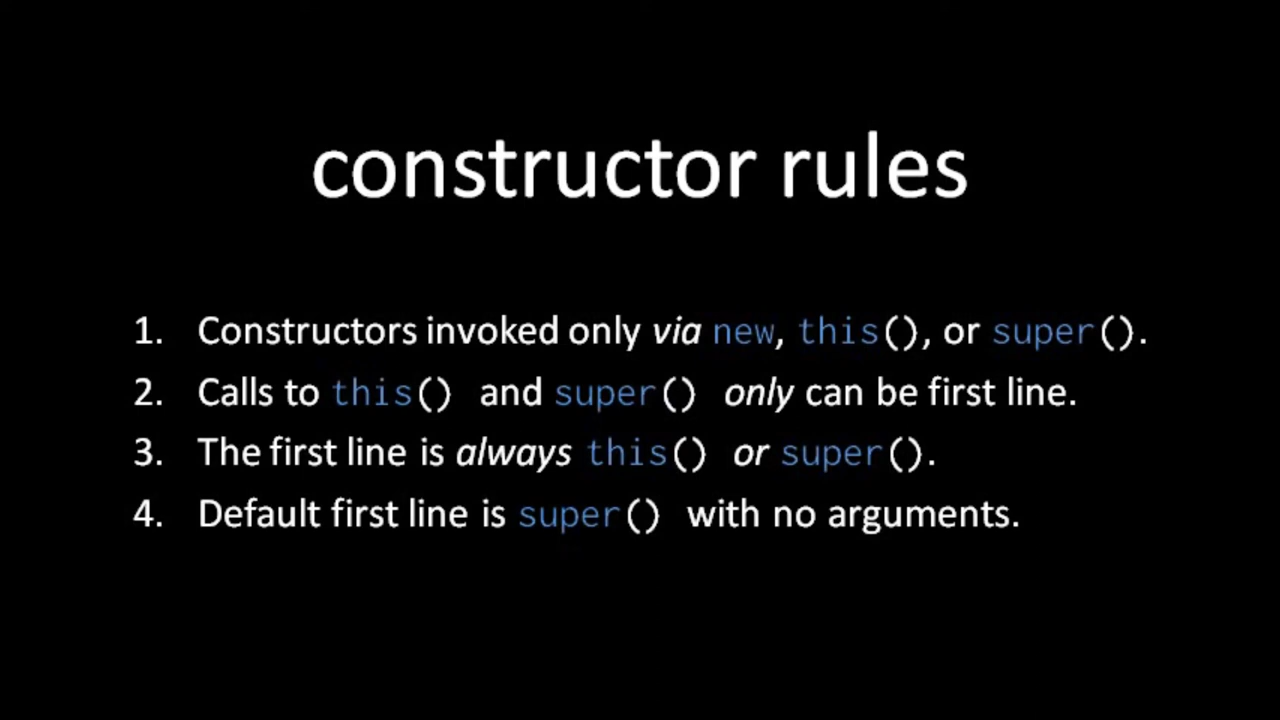 constructor rules
1. Constructors invoked only via new, this(), or super().
2. Calls to this() and super() only can be first line.
3. The first line is always this() or super().
4. Default first line is super() with no arguments.